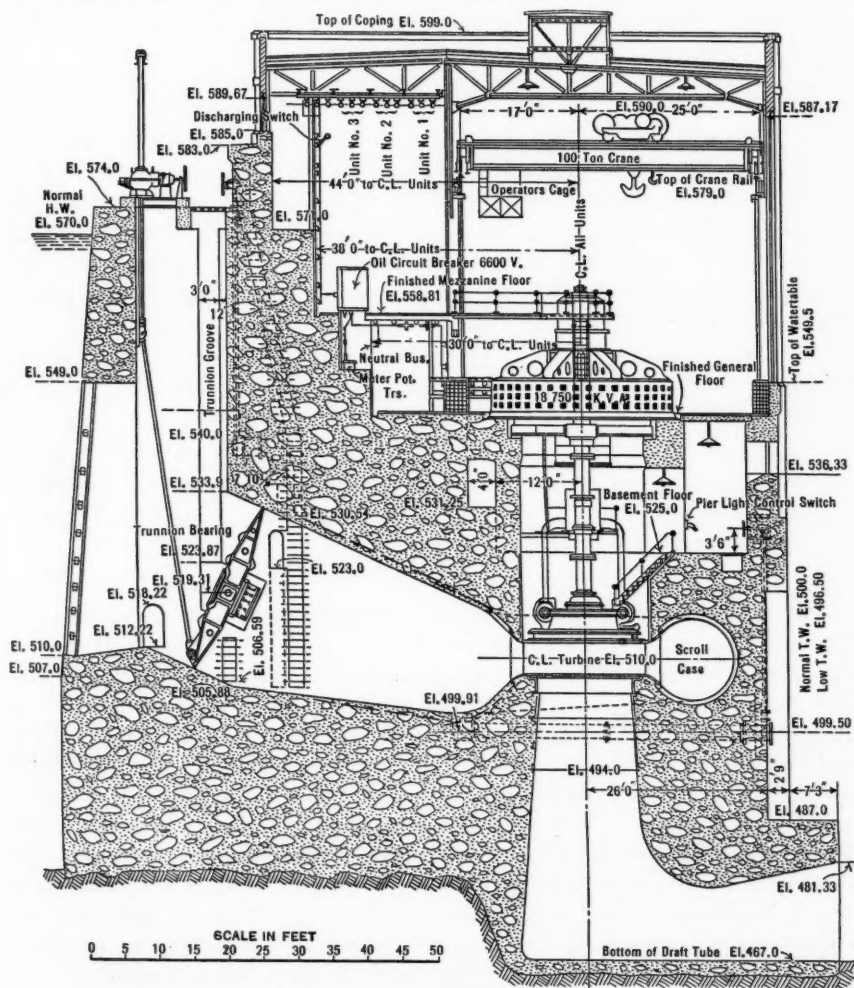 Top of Coping El. 599.0
El. 589.67
Discharging Switch
El. 585.0
El. 583.0
El. 574.0
Normal
H.W.
El. 570.0
Unit No. 3
Unit No. 2
Unit No. 1
17'0"
El. 590.0
25'0"
El. 587.17
100 Ton Crane
Operators Cage
Top of Crane Rail
El. 579.0
44'0" to C.L. Units
38'0" to C.L. Units
C.L. All Units
Oil Circuit Breaker 6600 V.
Finished Mezzanine Floor
El. 558.81
3'0"
12"
Trunnion Groove
30'0" to C.L. Units
Neutral Bus.
Meter Pot.
Trs.
Top of Watertable
El. 549.5
Finished General
Floor
18,750 K.V.A.
El. 549.0
El. 540.0
El. 533.9
El. 536.33
4'0"
12'0"
El. 531.25
El. 530.54
Basement Floor
El. 525.0
Pier Light Control Switch
3'6"
Trunnion Bearing
El. 523.87
El. 523.0
El. 519.31
El. 518.22
El. 512.22
El. 510.0
El. 507.0
El. 506.59
El. 505.88
C.L. Turbine El. 510.0
Scroll
Case
Normal T.W. El. 500.0
Low T.W. El. 496.50
El. 499.91
El. 499.50
El. 494.0
26'0"
2'9"
7'3"
El. 487.0
El. 481.33
Bottom of Draft Tube El. 467.0
SCALE IN FEET
0 5 10 15 20 25 30 40 50